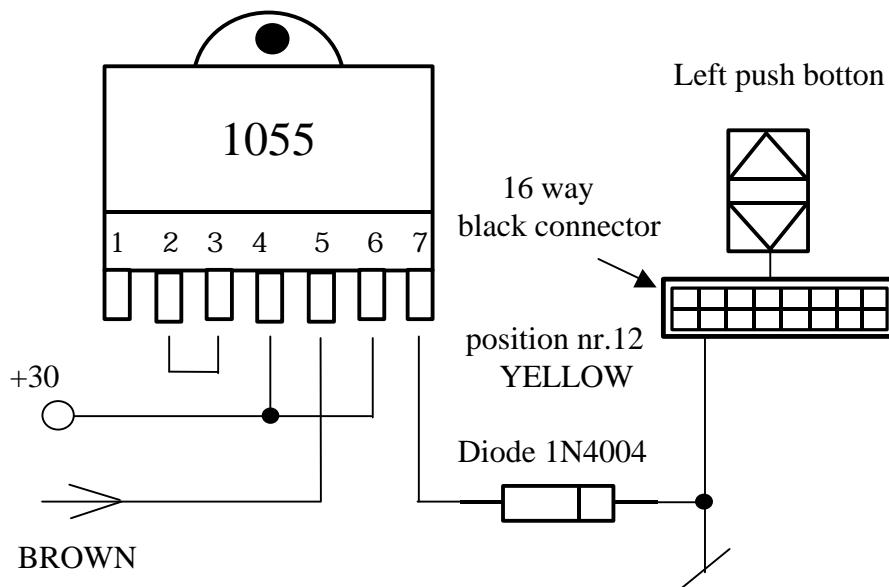 Left push botton
1055
16 way
black connector
1 2 3 4 5 6 7
position nr.12
YELLOW
+30
Diode 1N4004
BROWN